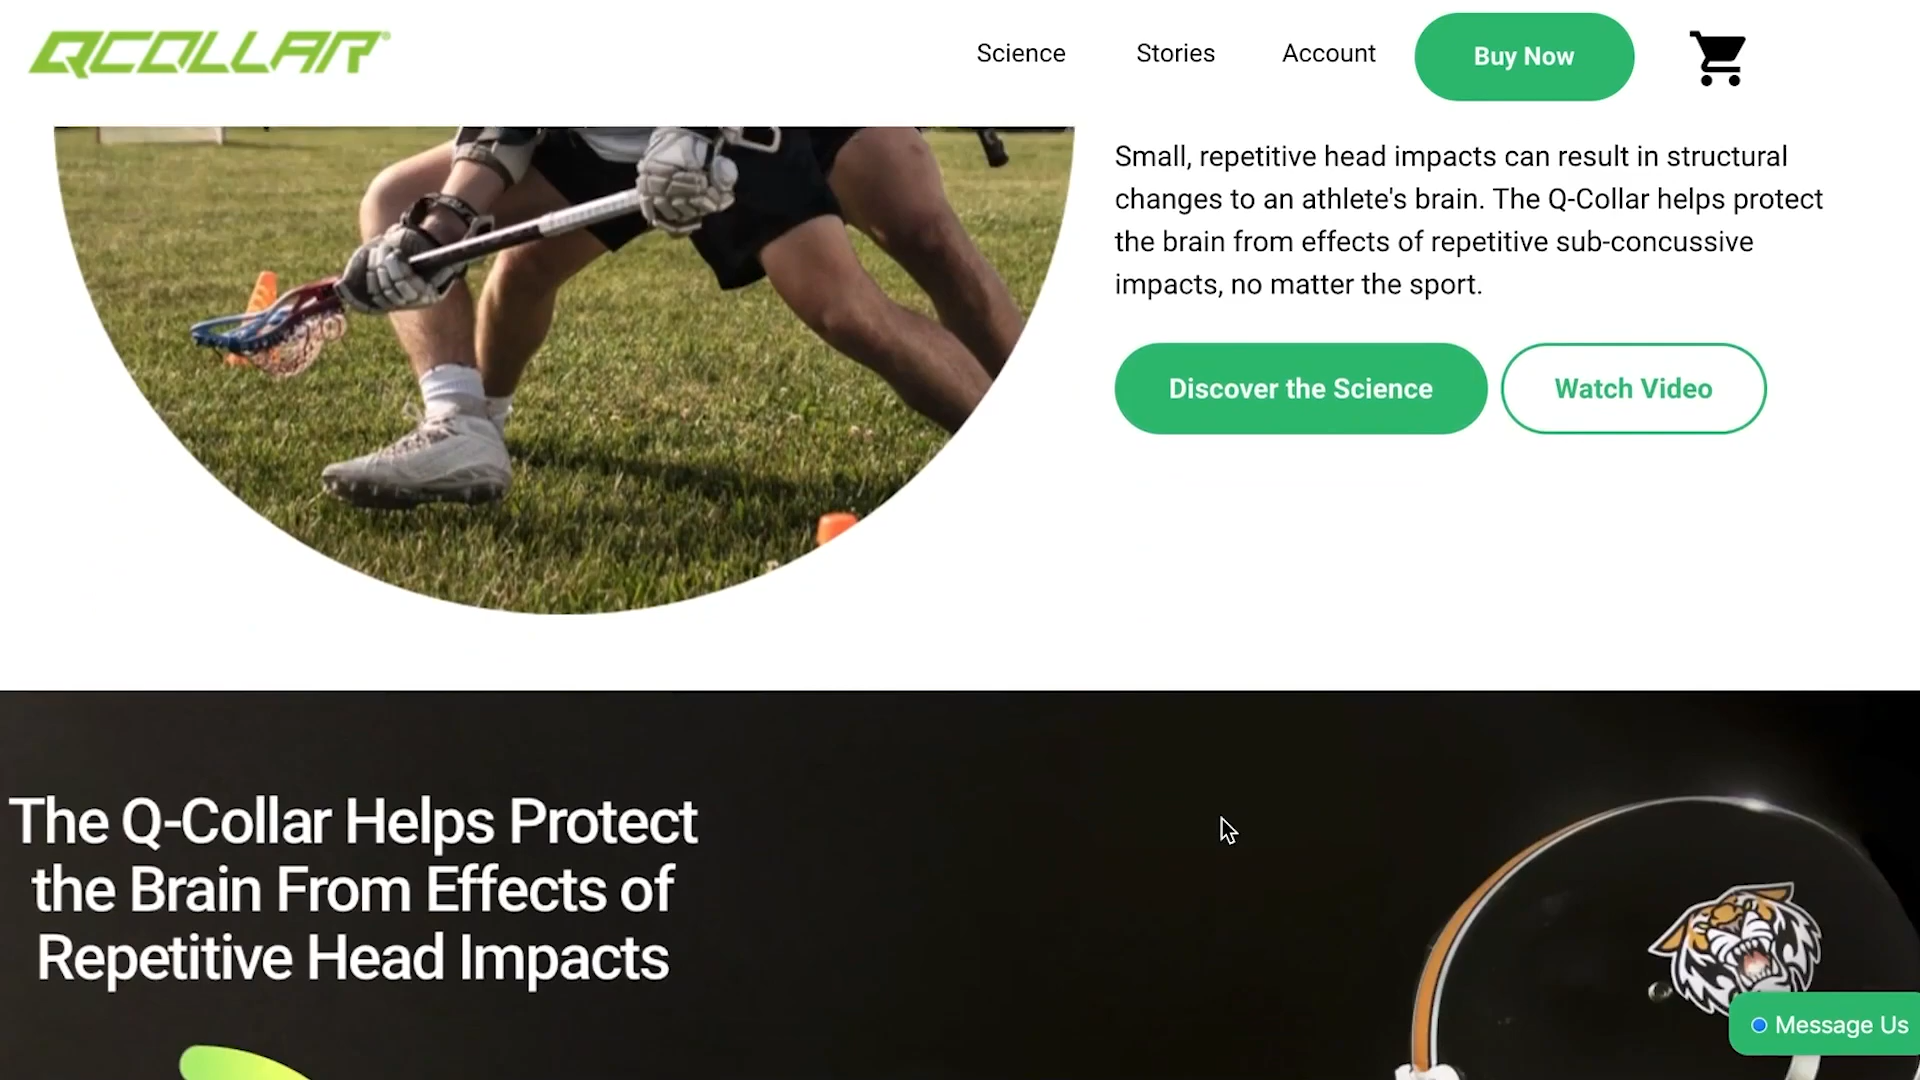 QCOLLAR®
Science
Stories
Account
Buy Now
Small, repetitive head impacts can result in structural
changes to an athlete's brain. The Q-Collar helps protect
the brain from effects of repetitive sub-concussive
impacts, no matter the sport.
Discover the Science
Watch Video
The Q-Collar Helps Protect
the Brain From Effects of
Repetitive Head Impacts
Message Us